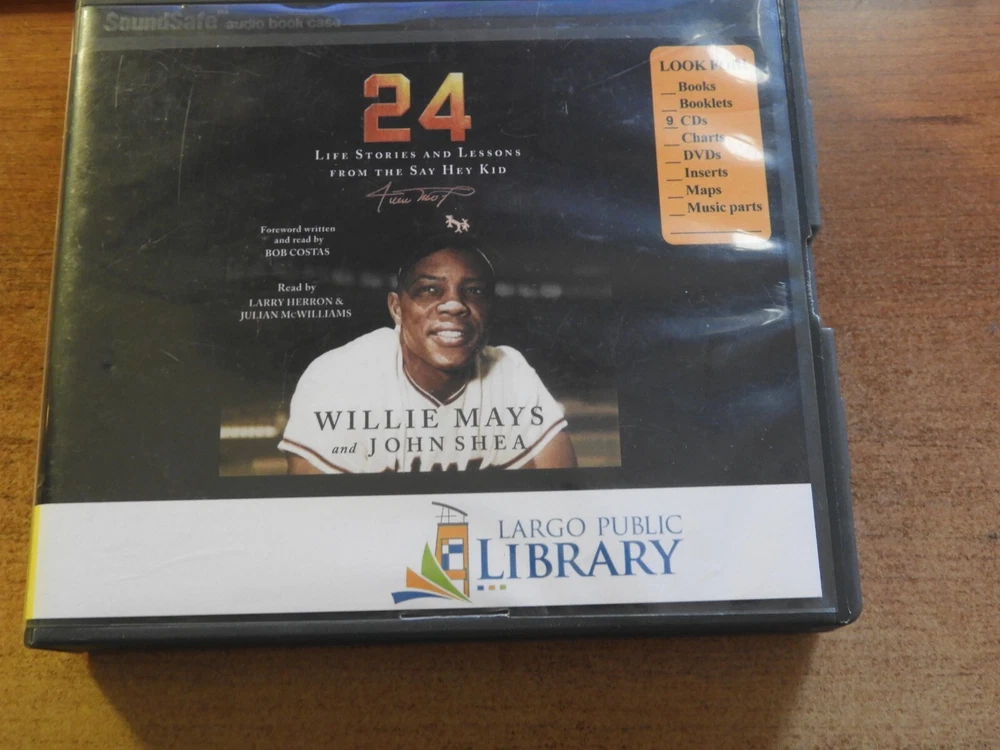 SoundSafe™ audio book case
24
LIFE STORIES AND LESSONS
FROM THE SAY HEY KID
Foreword written
and read by
BOB COSTAS
Read by
LARRY HERRON &
JULIAN McWILLIAMS
WILLIE MAYS
and JOHN SHEA
LOOK
Books
Booklets
9 CDs
Charts
DVDs
Inserts
Maps
Music parts
LARGO PUBLIC
LIBRARY